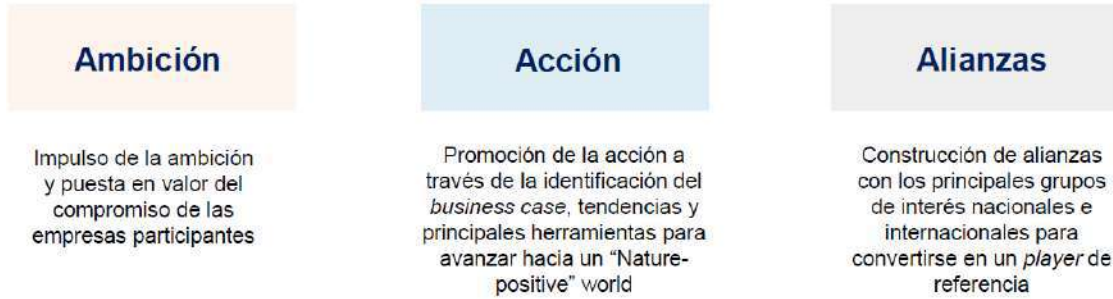 Ambición
Impulso de la ambición
y puesta en valor del
compromiso de las
empresas participantes
Acción
Promoción de la acción a
través de la identificación del
business case, tendencias y
principales herramientas para
avanzar hacia un “Nature-
positive” world
Alianzas
Construcción de alianzas
con los principales grupos
de interés nacionales e
internacionales para
convertirse en un player de
referencia